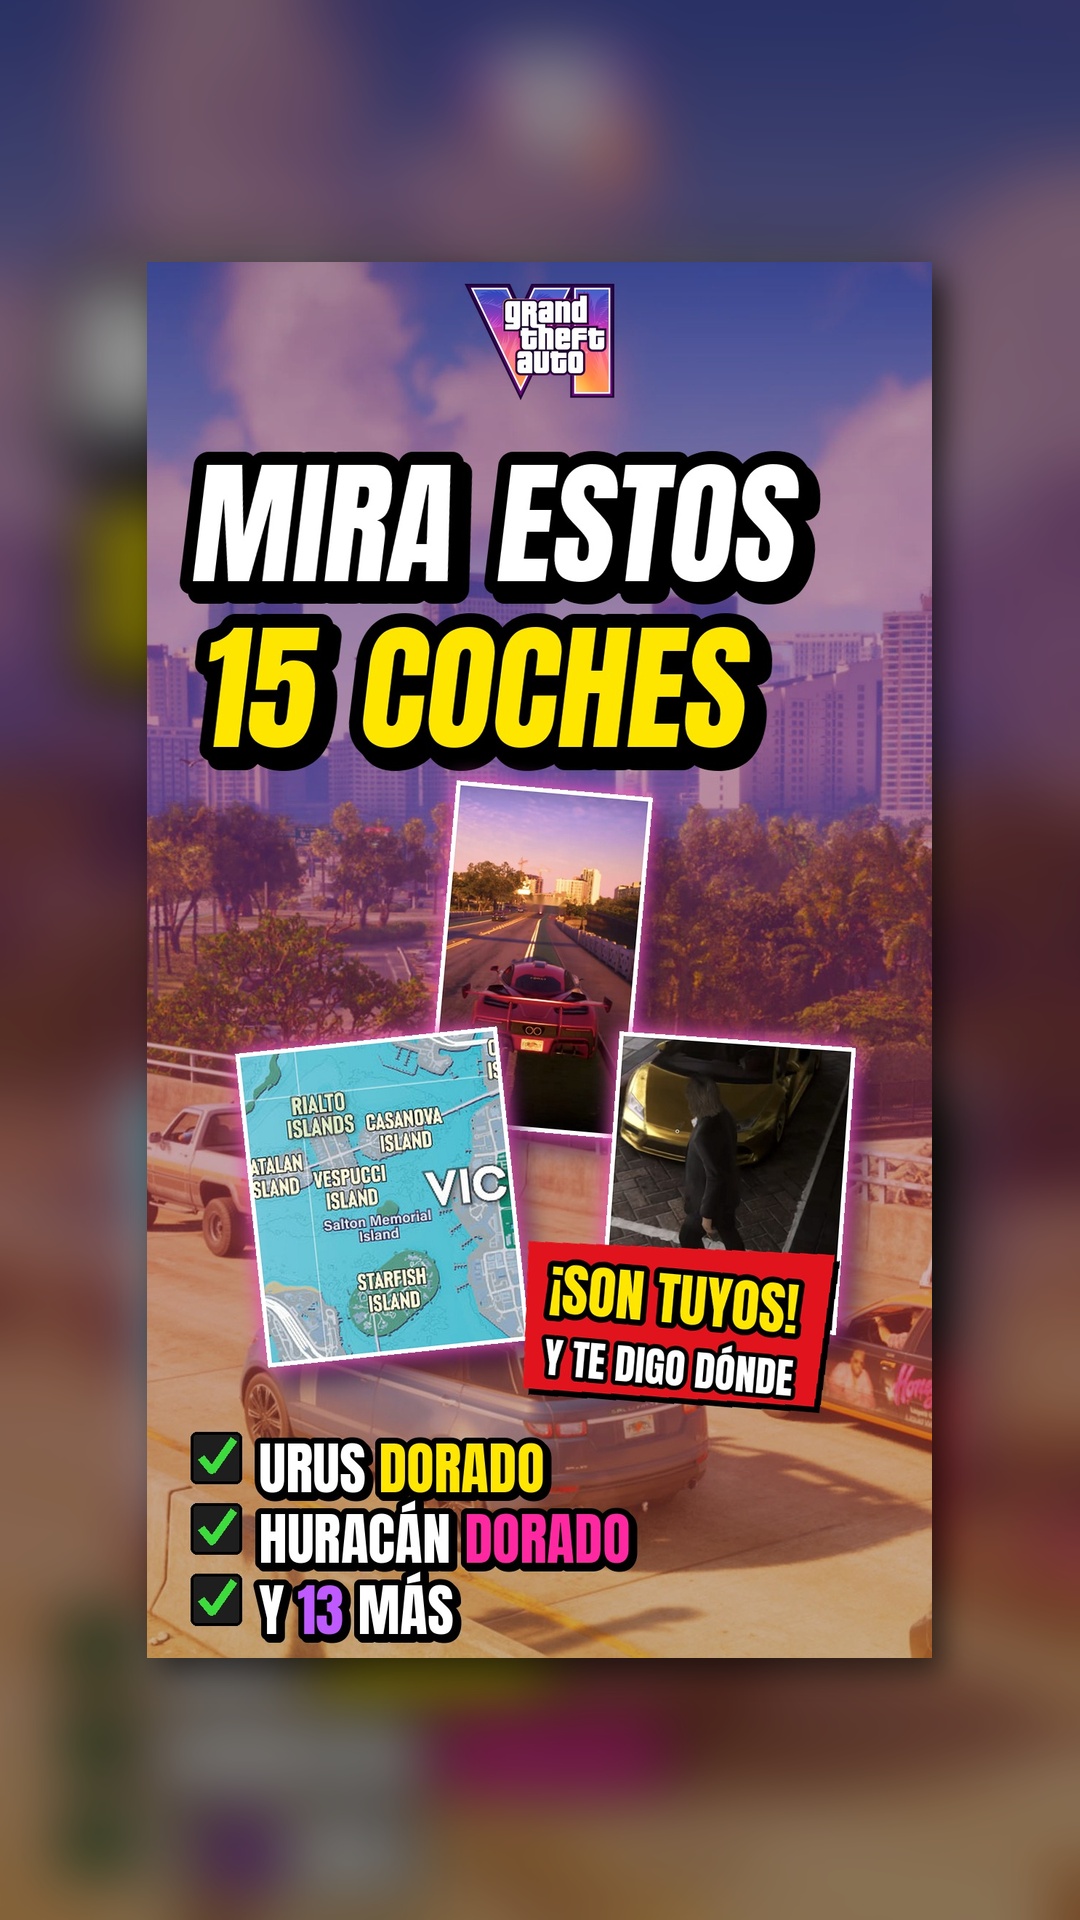 grand
theft
auto
VI
MIRA ESTOS
15 COCHES
RIALTO
ISLANDS
CASANOVA
ISLAND
ATALAN
SLAND
VESPUCCI
ISLAND
VIC
Salton Memorial
Island
STARFISH
ISLAND
¡SON TUYOS!
Y TE DIGO DÓNDE
URUS DORADO
HURACÁN DORADO
Y 13 MÁS